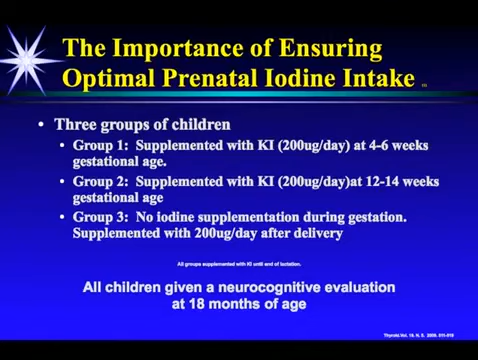 The Importance of Ensuring
Optimal Prenatal Iodine Intake
• Three groups of children
• Group 1: Supplemented with KI (200ug/day) at 4-6 weeks
gestational age.
• Group 2: Supplemented with KI (200ug/day)at 12-14 weeks
gestational age
• Group 3: No iodine supplementation during gestation.
Supplemented with 200ug/day after delivery
All groups supplemented with KI until end of lactation.
All children given a neurocognitive evaluation
at 18 months of age
Thyroid.Vol. 19. N. 5. 2009. 511-519